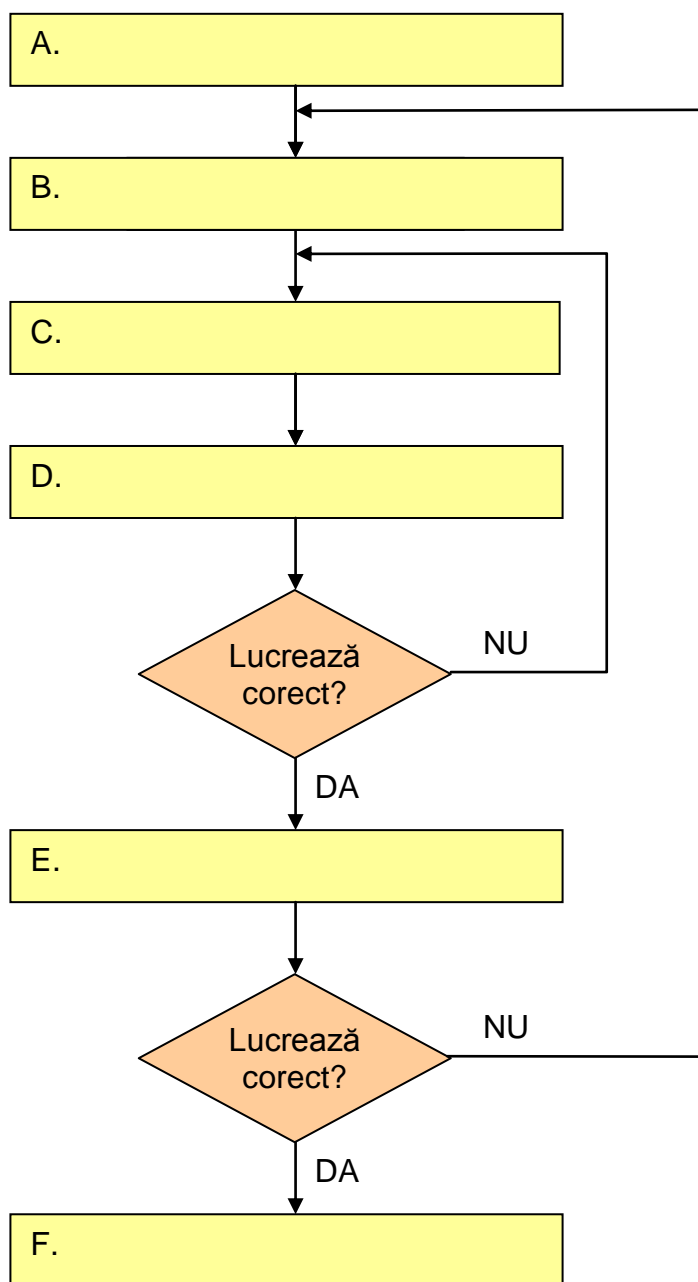 A.
B.
C.
D.
Lucrează
corect?
NU
DA
E.
Lucrează
corect?
NU
DA
F.